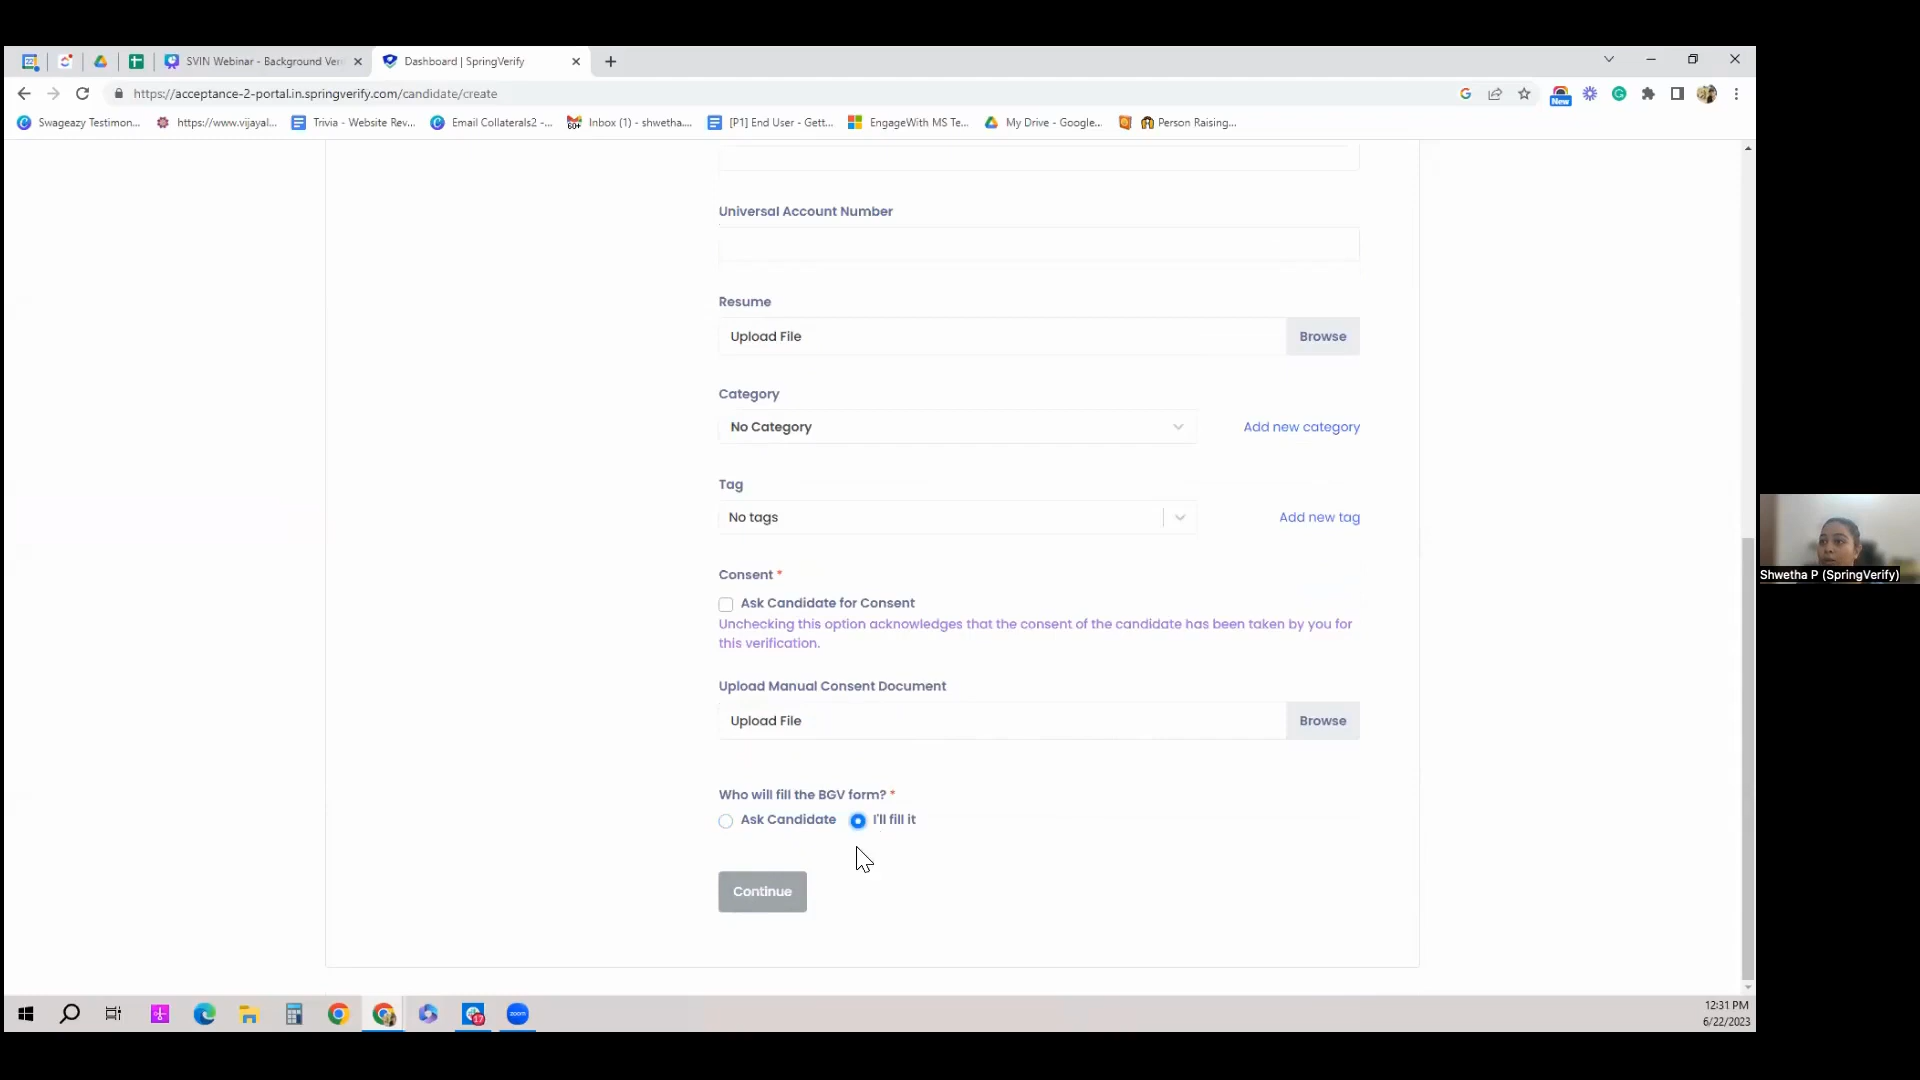 SVIN Webinar - Background Ver
Dashboard | SpringVerify
https://acceptance-2-portal.in.springverify.com/candidate/create
New
Swageazy Testimon...
https://www.vijayal...
Trivia - Website Rev...
Email Collaterals2 -...
Inbox (1) - shwetha....
[P1] End User - Gett...
EngageWith MS Te...
My Drive - Google...
Person Raising...
Universal Account Number
Resume
Upload File
Browse
Category
No Category
Add new category
Tag
No tags
Add new tag
Consent *
Ask Candidate for Consent
Unchecking this option acknowledges that the consent of the candidate has been taken by you for
this verification.
Upload Manual Consent Document
Upload File
Browse
Who will fill the BGV form? *
Ask Candidate
I'll fill it
Continue
Shwetha P (SpringVerify)
17
zoom
12:31 PM
6/22/2023